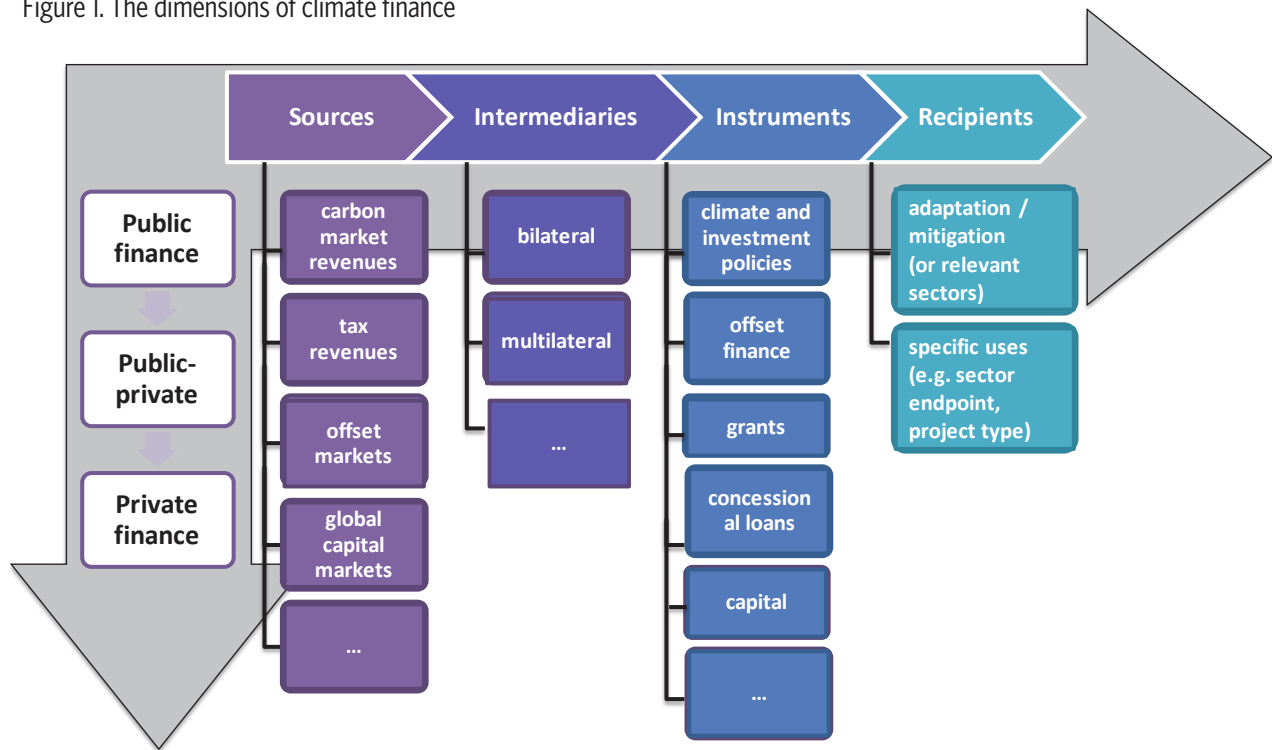 Figure 1. The dimensions of climate finance
Sources
Intermediaries
Instruments
Recipients
Public
finance
Public-
private
Private
finance
carbon
market
revenues
tax
revenues
offset
markets
global
capital
markets
...
bilateral
multilateral
...
climate and
investment
policies
offset
finance
grants
concession
al loans
capital
...
adaptation /
mitigation
(or relevant
sectors)
specific uses
(e.g. sector
endpoint,
project type)